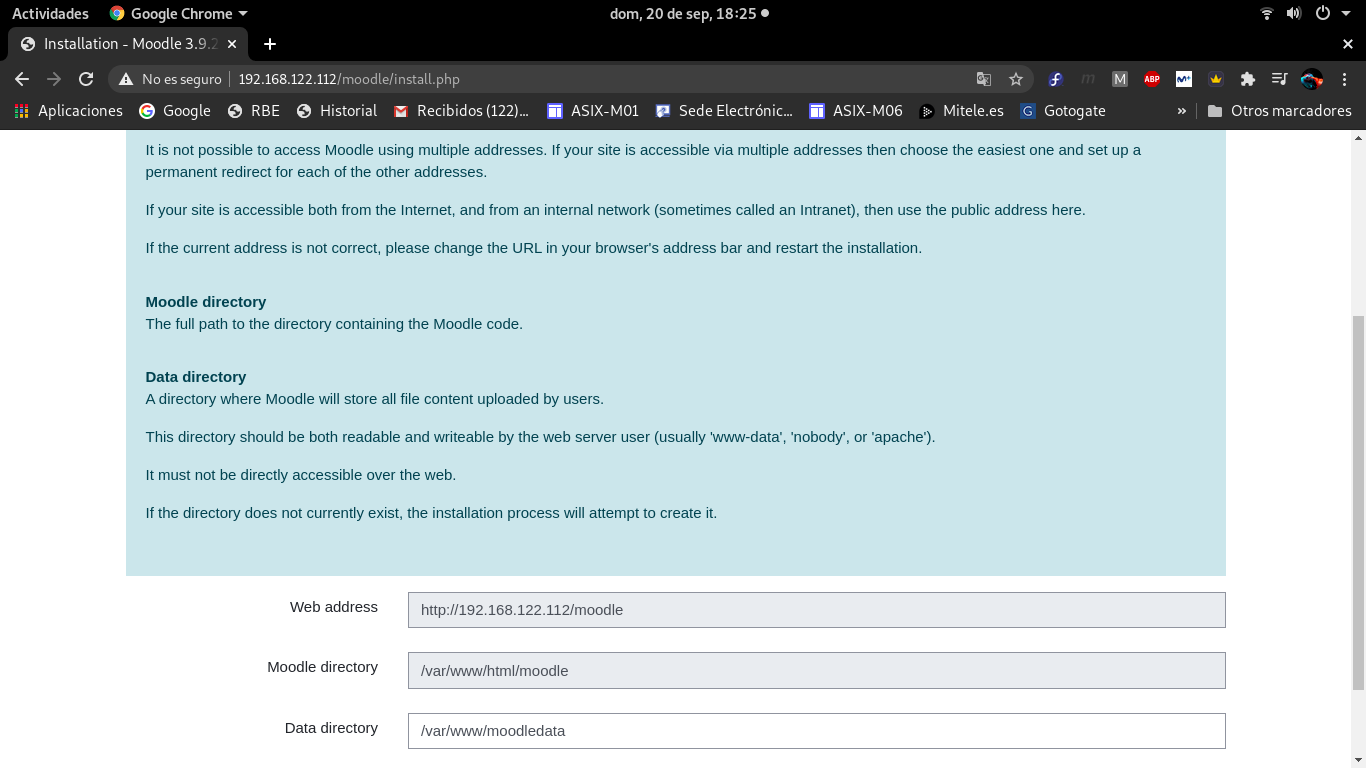 Actividades Google Chrome dom, 20 de sep, 18:25
Installation - Moodle 3.9.2
No es seguro 192.168.122.112/moodle/install.php
Aplicaciones Google RBE Historial Recibidos (122)... ASIX-M01 Sede Electrónic... ASIX-M06 Mitele.es Gotogate » Otros marcadores
It is not possible to access Moodle using multiple addresses. If your site is accessible via multiple addresses then choose the easiest one and set up a
permanent redirect for each of the other addresses.
If your site is accessible both from the Internet, and from an internal network (sometimes called an Intranet), then use the public address here.
If the current address is not correct, please change the URL in your browser's address bar and restart the installation.
Moodle directory
The full path to the directory containing the Moodle code.
Data directory
A directory where Moodle will store all file content uploaded by users.
This directory should be both readable and writeable by the web server user (usually 'www-data', 'nobody', or 'apache').
It must not be directly accessible over the web.
If the directory does not currently exist, the installation process will attempt to create it.
Web address http://192.168.122.112/moodle
Moodle directory /var/www/html/moodle
Data directory /var/www/moodledata